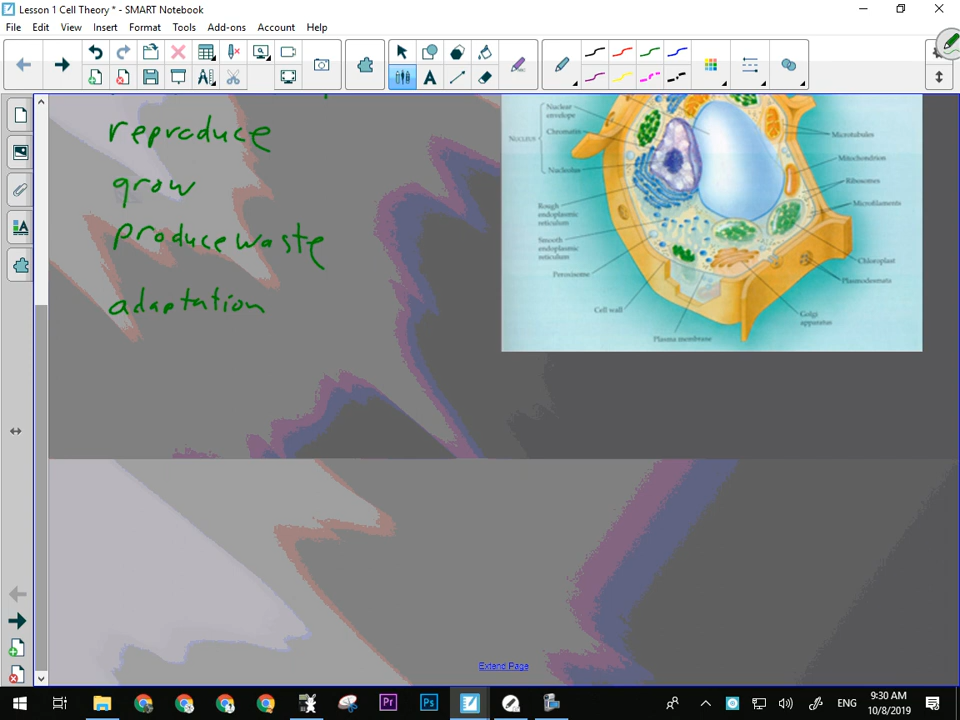 Lesson 1 Cell Theory * - SMART Notebook
File Edit View Insert Format Tools Add-ons Account Help
reproduce
grow
produce waste
adaptation
Nuclear
envelope
Chromatin
NUCLEUS
Nucleolus
Rough
endoplasmic
reticulum
Smooth
endoplasmic
reticulum
Peroxisome
Cell wall
Plasma membrane
Microtubules
Mitochondrion
Ribosomes
Microfilaments
Chloroplast
Plasmodesmata
Golgi
apparatus
Extend Page
Pr
Ps
ENG
9:30 AM
10/8/2019